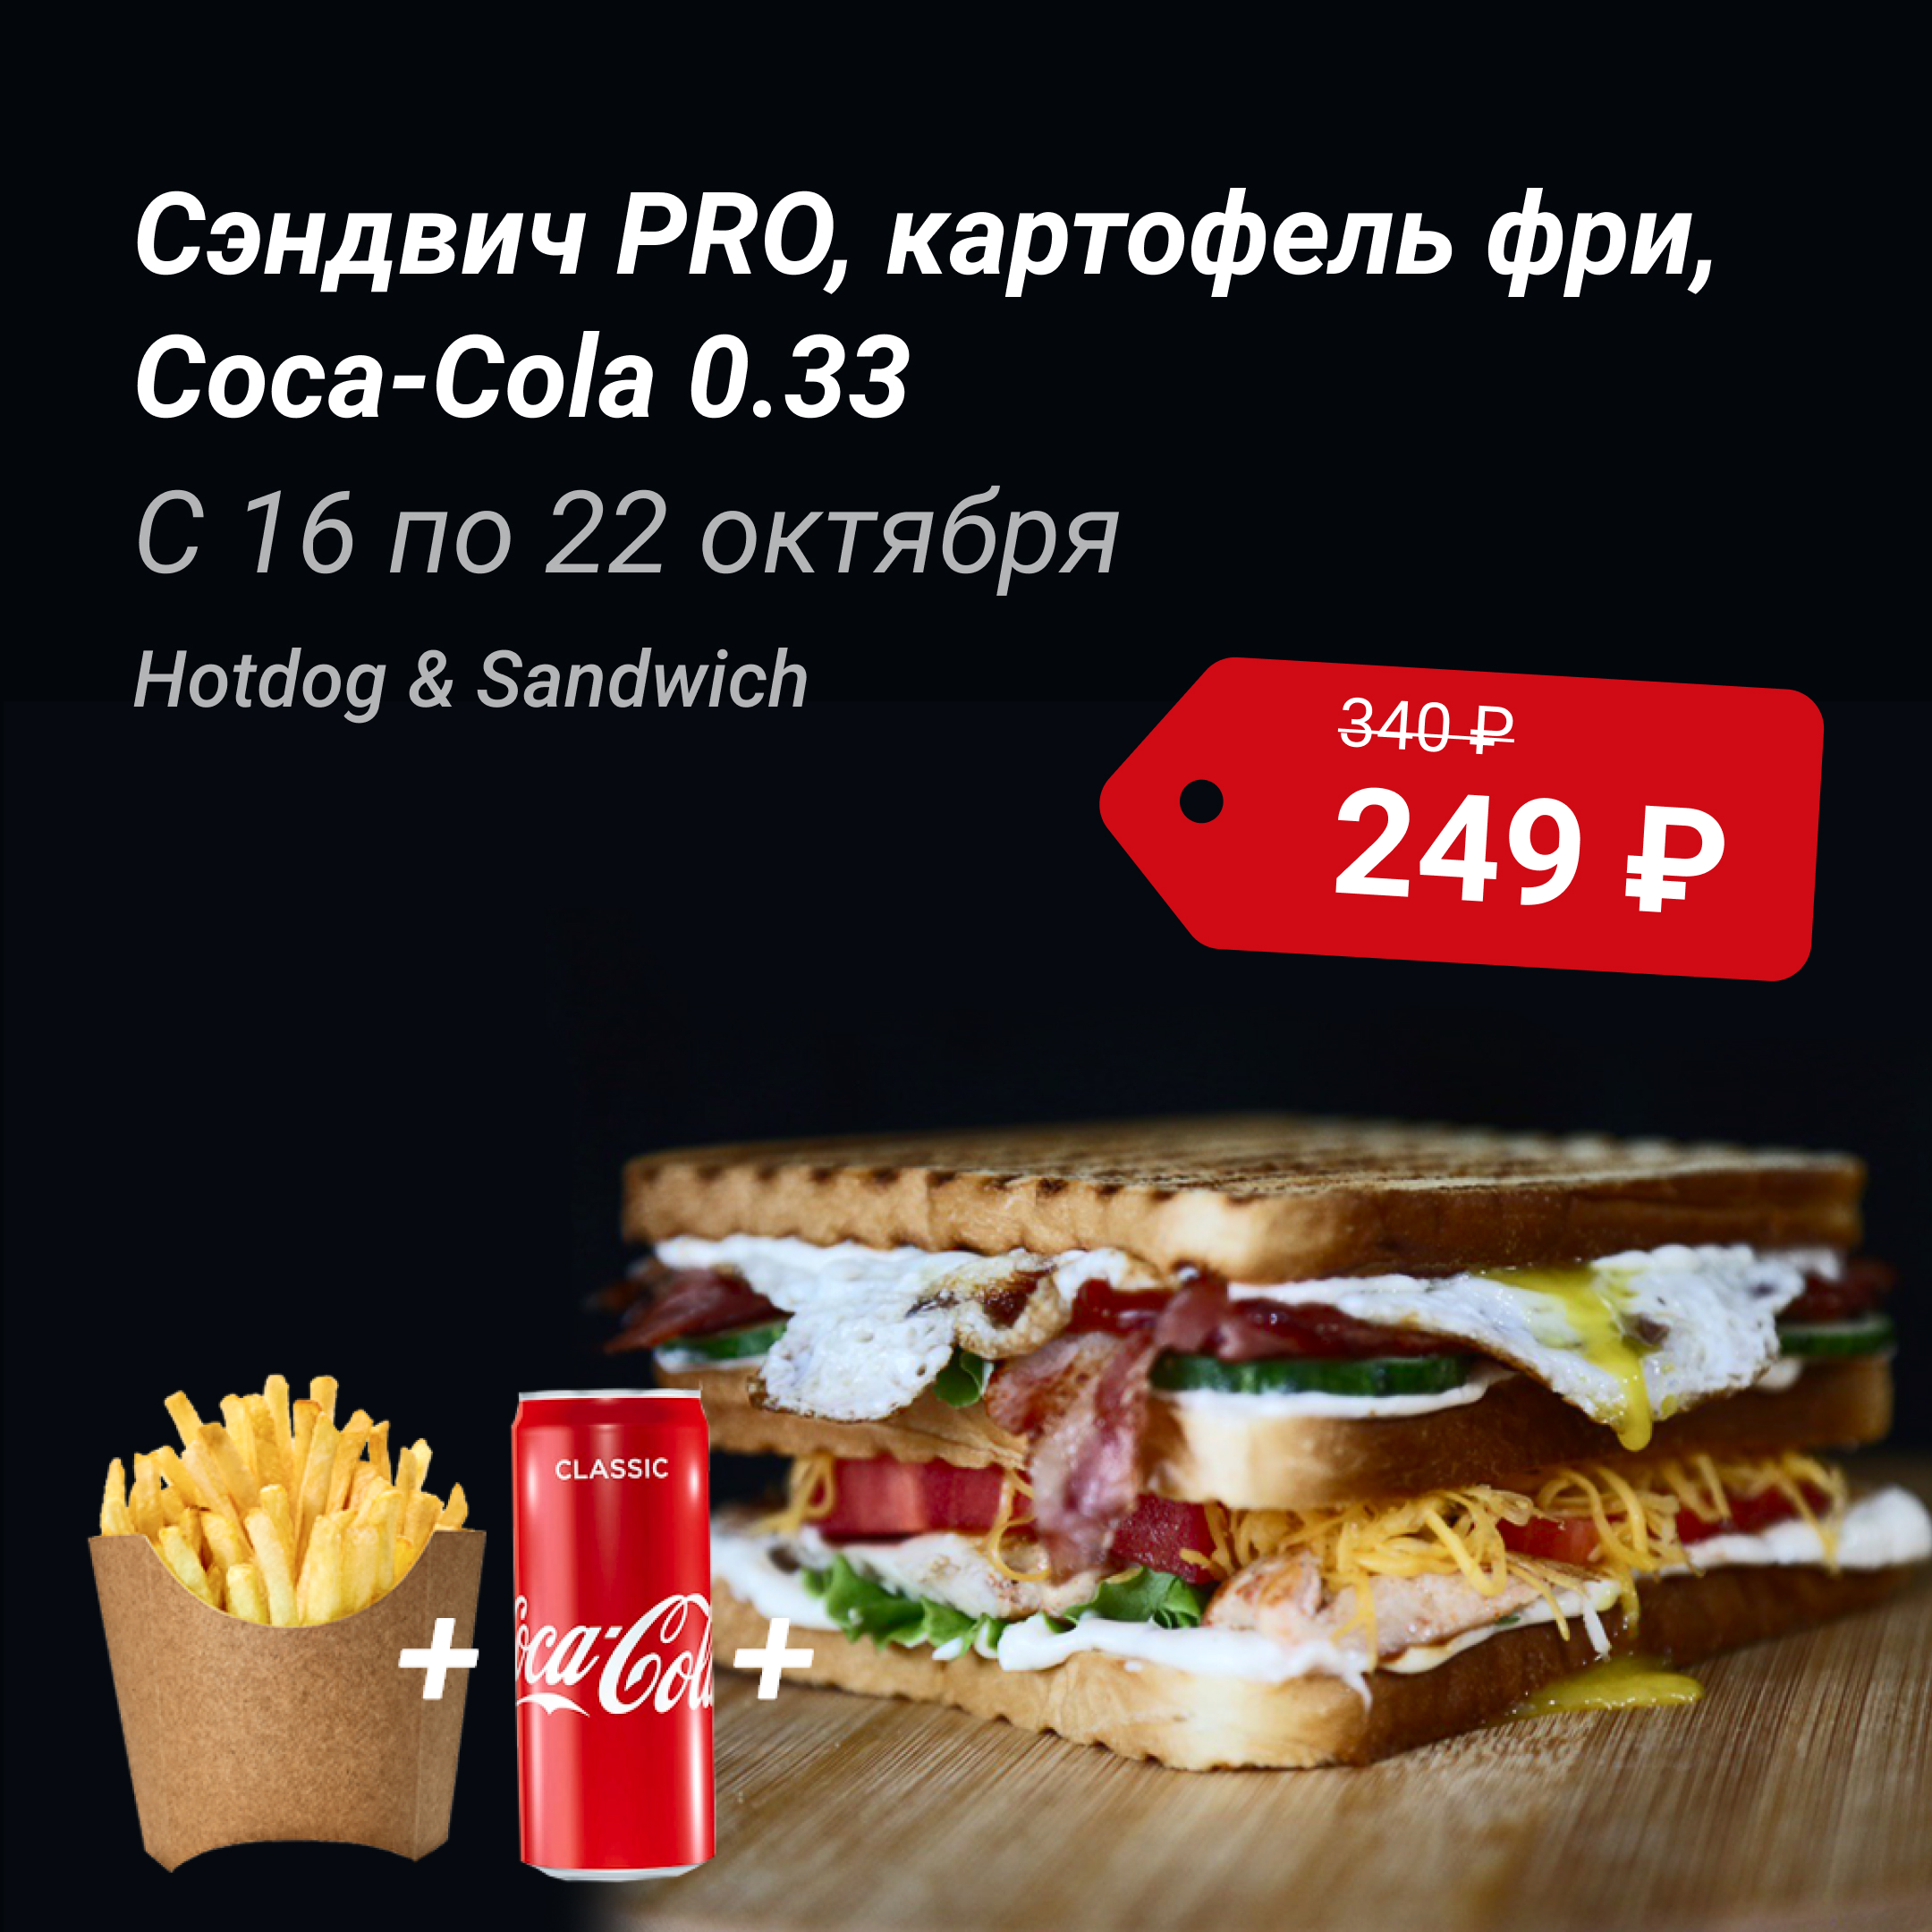 Сэндвич PRO, картофель фри,
Coca-Cola 0.33
С 16 по 22 октября
Hotdog & Sandwich
340 ₽
249 ₽
CLASSIC
Coca-Cola
+ +